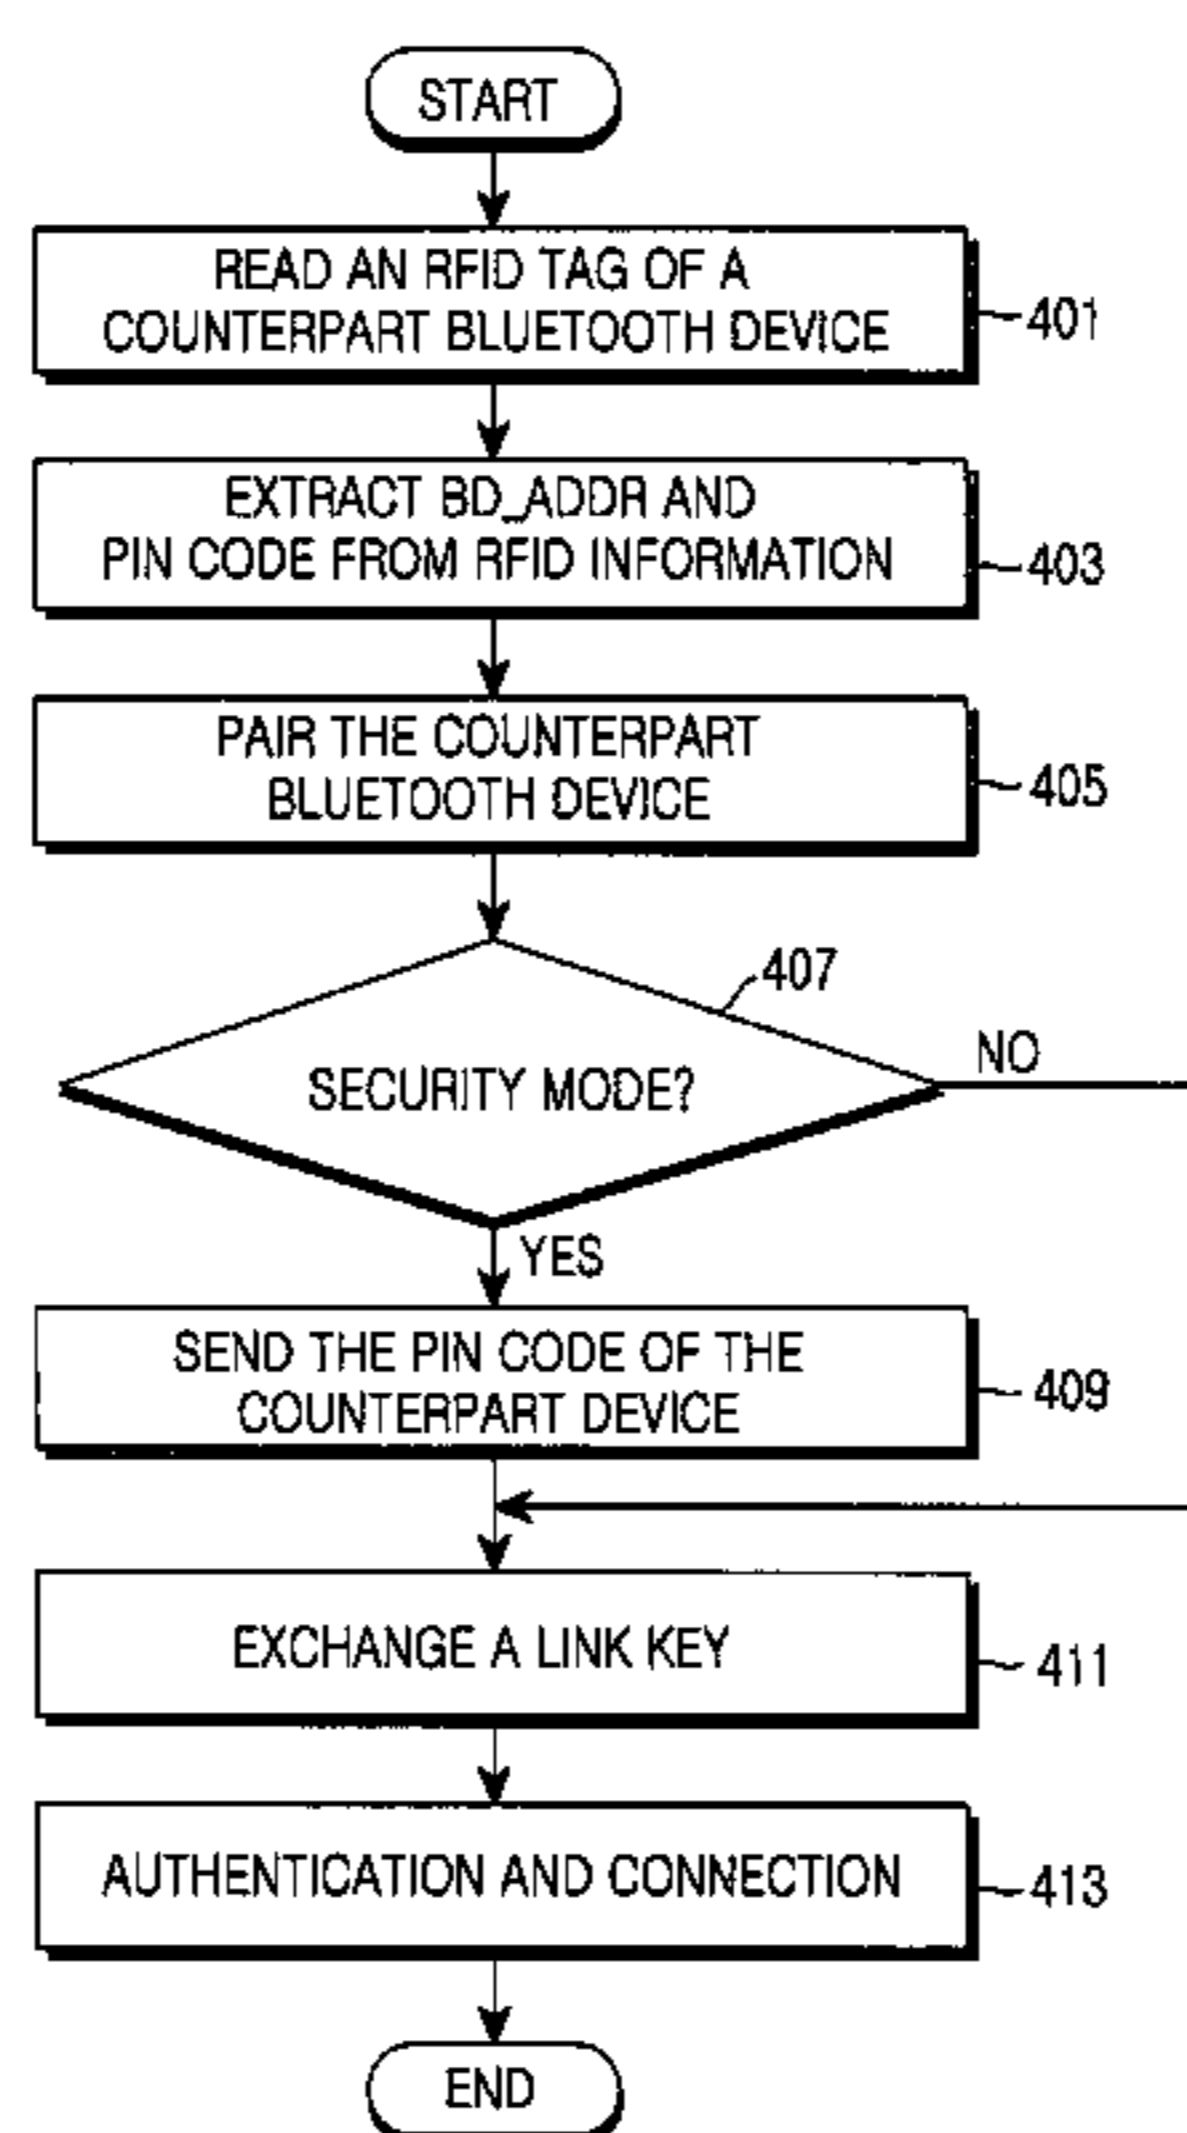 START
READ AN RFID TAG OF A
COUNTERPART BLUETOOTH DEVICE
401
EXTRACT BD_ADDR AND
PIN CODE FROM RFID INFORMATION
403
PAIR THE COUNTERPART
BLUETOOTH DEVICE
405
407
SECURITY MODE?
NO
YES
SEND THE PIN CODE OF THE
COUNTERPART DEVICE
409
EXCHANGE A LINK KEY
411
AUTHENTICATION AND CONNECTION
413
END